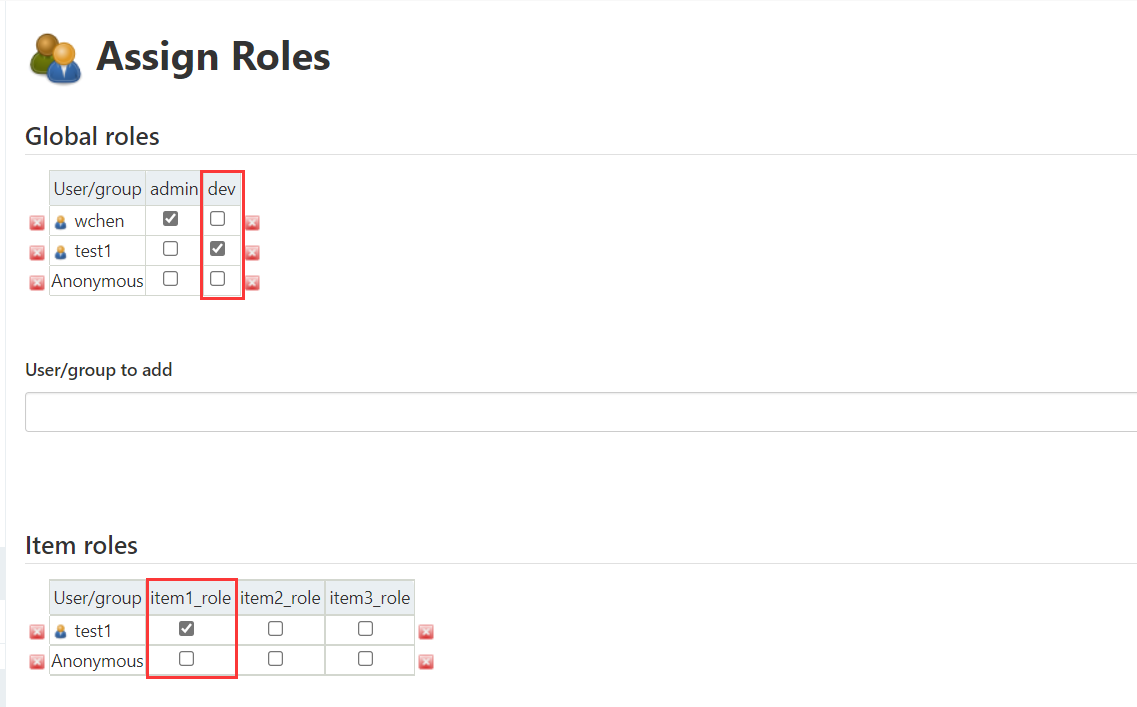 Assign Roles
Global roles
User/group admin dev
wchen
test1
Anonymous
User/group to add
Item roles
User/group item1_role item2_role item3_role
test1
Anonymous